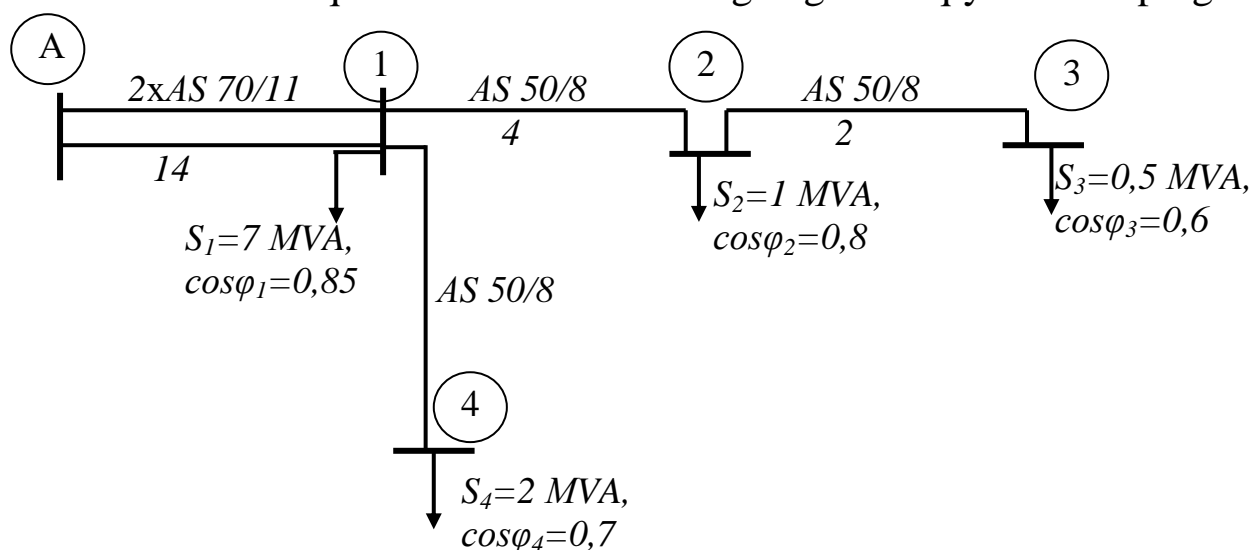 A
1
2
3
2xAS 70/11
AS 50/8
AS 50/8
14
4
2
S1=7 MVA,
cosφ1=0,85
S2=1 MVA,
cosφ2=0,8
S3=0,5 MVA,
cosφ3=0,6
AS 50/8
4
S4=2 MVA,
cosφ4=0,7